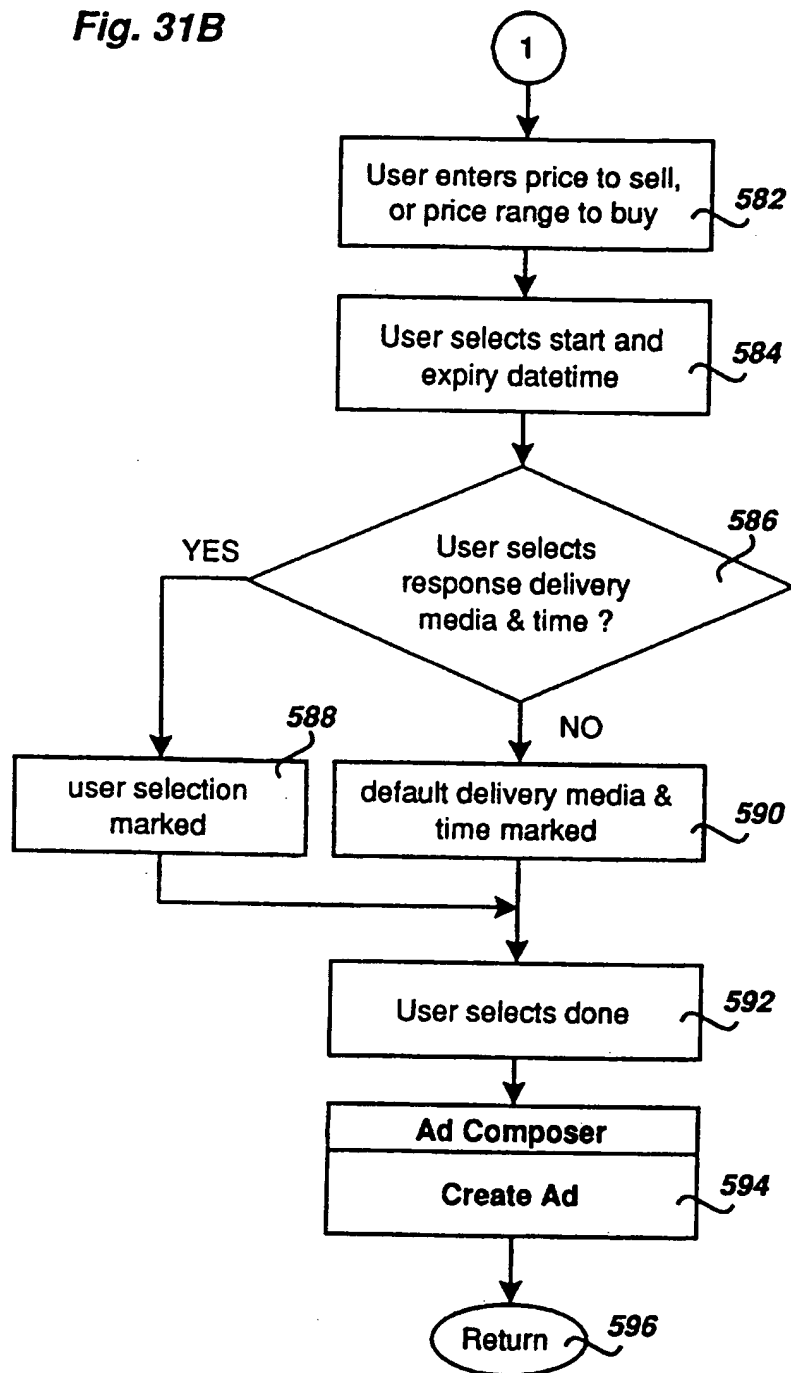 Fig. 31B
1
User enters price to sell,
or price range to buy
582
User selects start and
expiry datetime
584
586
YES
User selects
response delivery
media & time ?
588
NO
user selection
marked
default delivery media &
time marked
590
User selects done
592
Ad Composer
Create Ad
594
Return
596